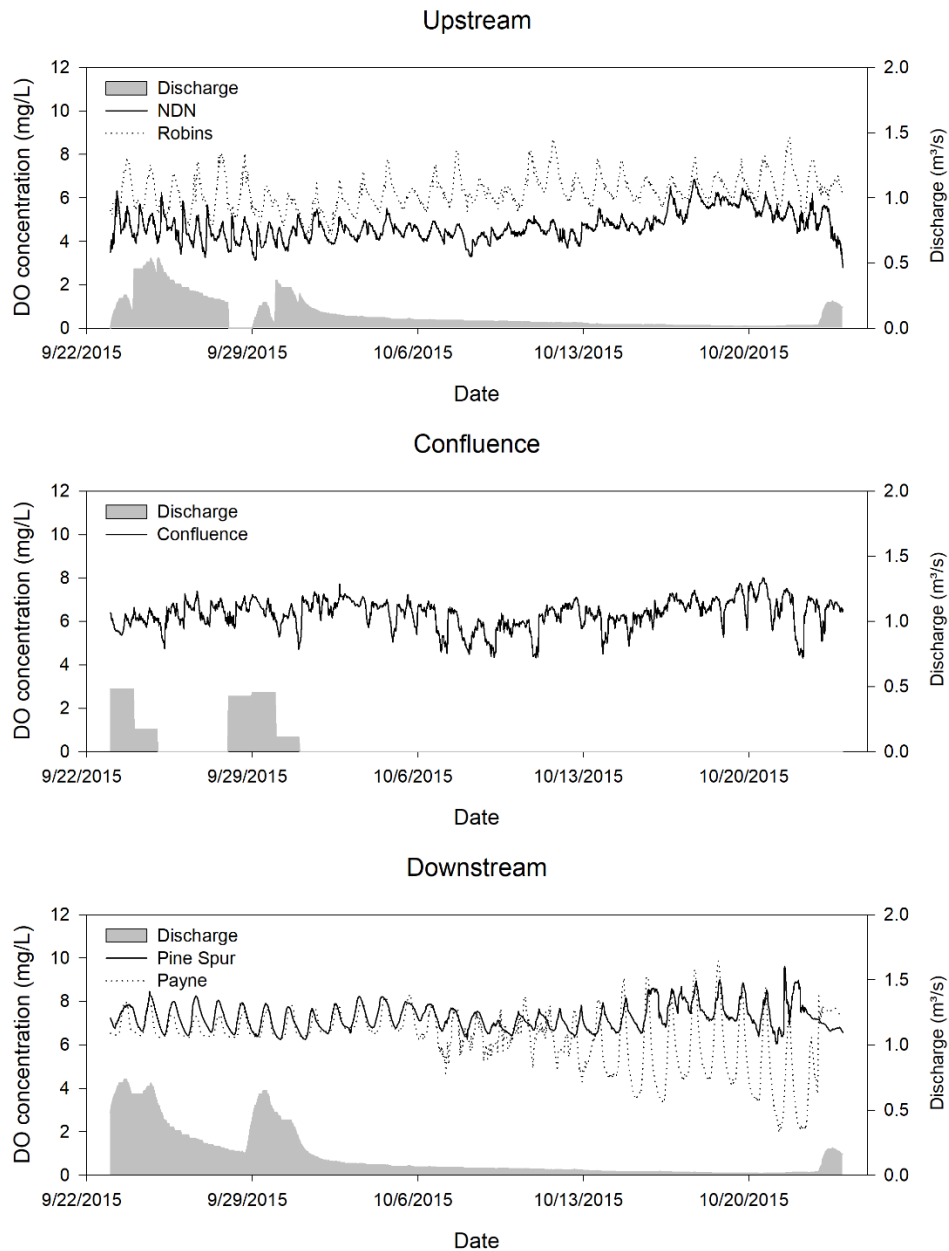 Upstream
DO concentration (mg/L)
12
10
8
6
4
2
0
Discharge
NDN
Robins
2.0
1.5
1.0
0.5
0.0
Discharge (m³/s)
9/22/2015 9/29/2015 10/6/2015 10/13/2015 10/20/2015
Date
Confluence
DO concentration (mg/L)
12
10
8
6
4
2
0
Discharge
Confluence
2.0
1.5
1.0
0.5
0.0
Discharge (m³/s)
9/22/2015 9/29/2015 10/6/2015 10/13/2015 10/20/2015
Date
Downstream
DO concentration (mg/L)
12
10
8
6
4
2
0
Discharge
Pine Spur
Payne
2.0
1.5
1.0
0.5
0.0
Discharge (m³/s)
9/22/2015 9/29/2015 10/6/2015 10/13/2015 10/20/2015
Date